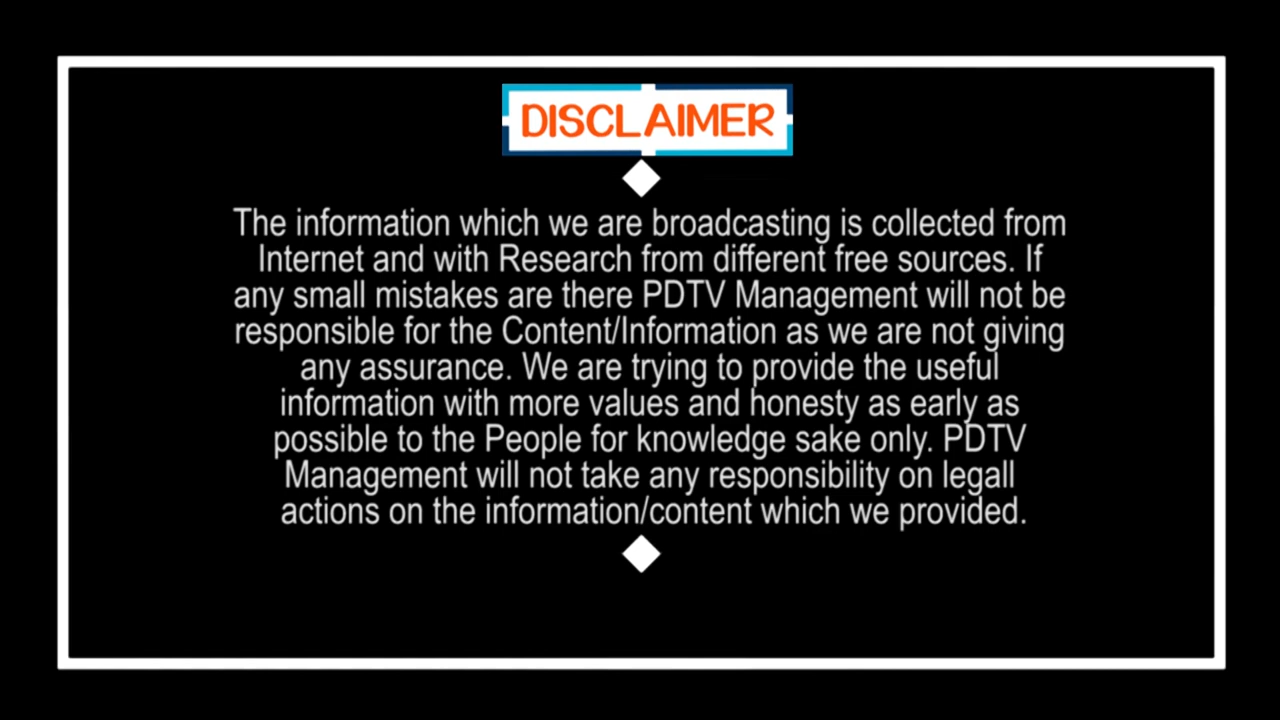 DISCLAIMER
The information which we are broadcasting is collected from
Internet and with Research from different free sources. If
any small mistakes are there PDTV Management will not be
responsible for the Content/Information as we are not giving
any assurance. We are trying to provide the useful
information with more values and honesty as early as
possible to the People for knowledge sake only. PDTV
Management will not take any responsibility on legall
actions on the information/content which we provided.